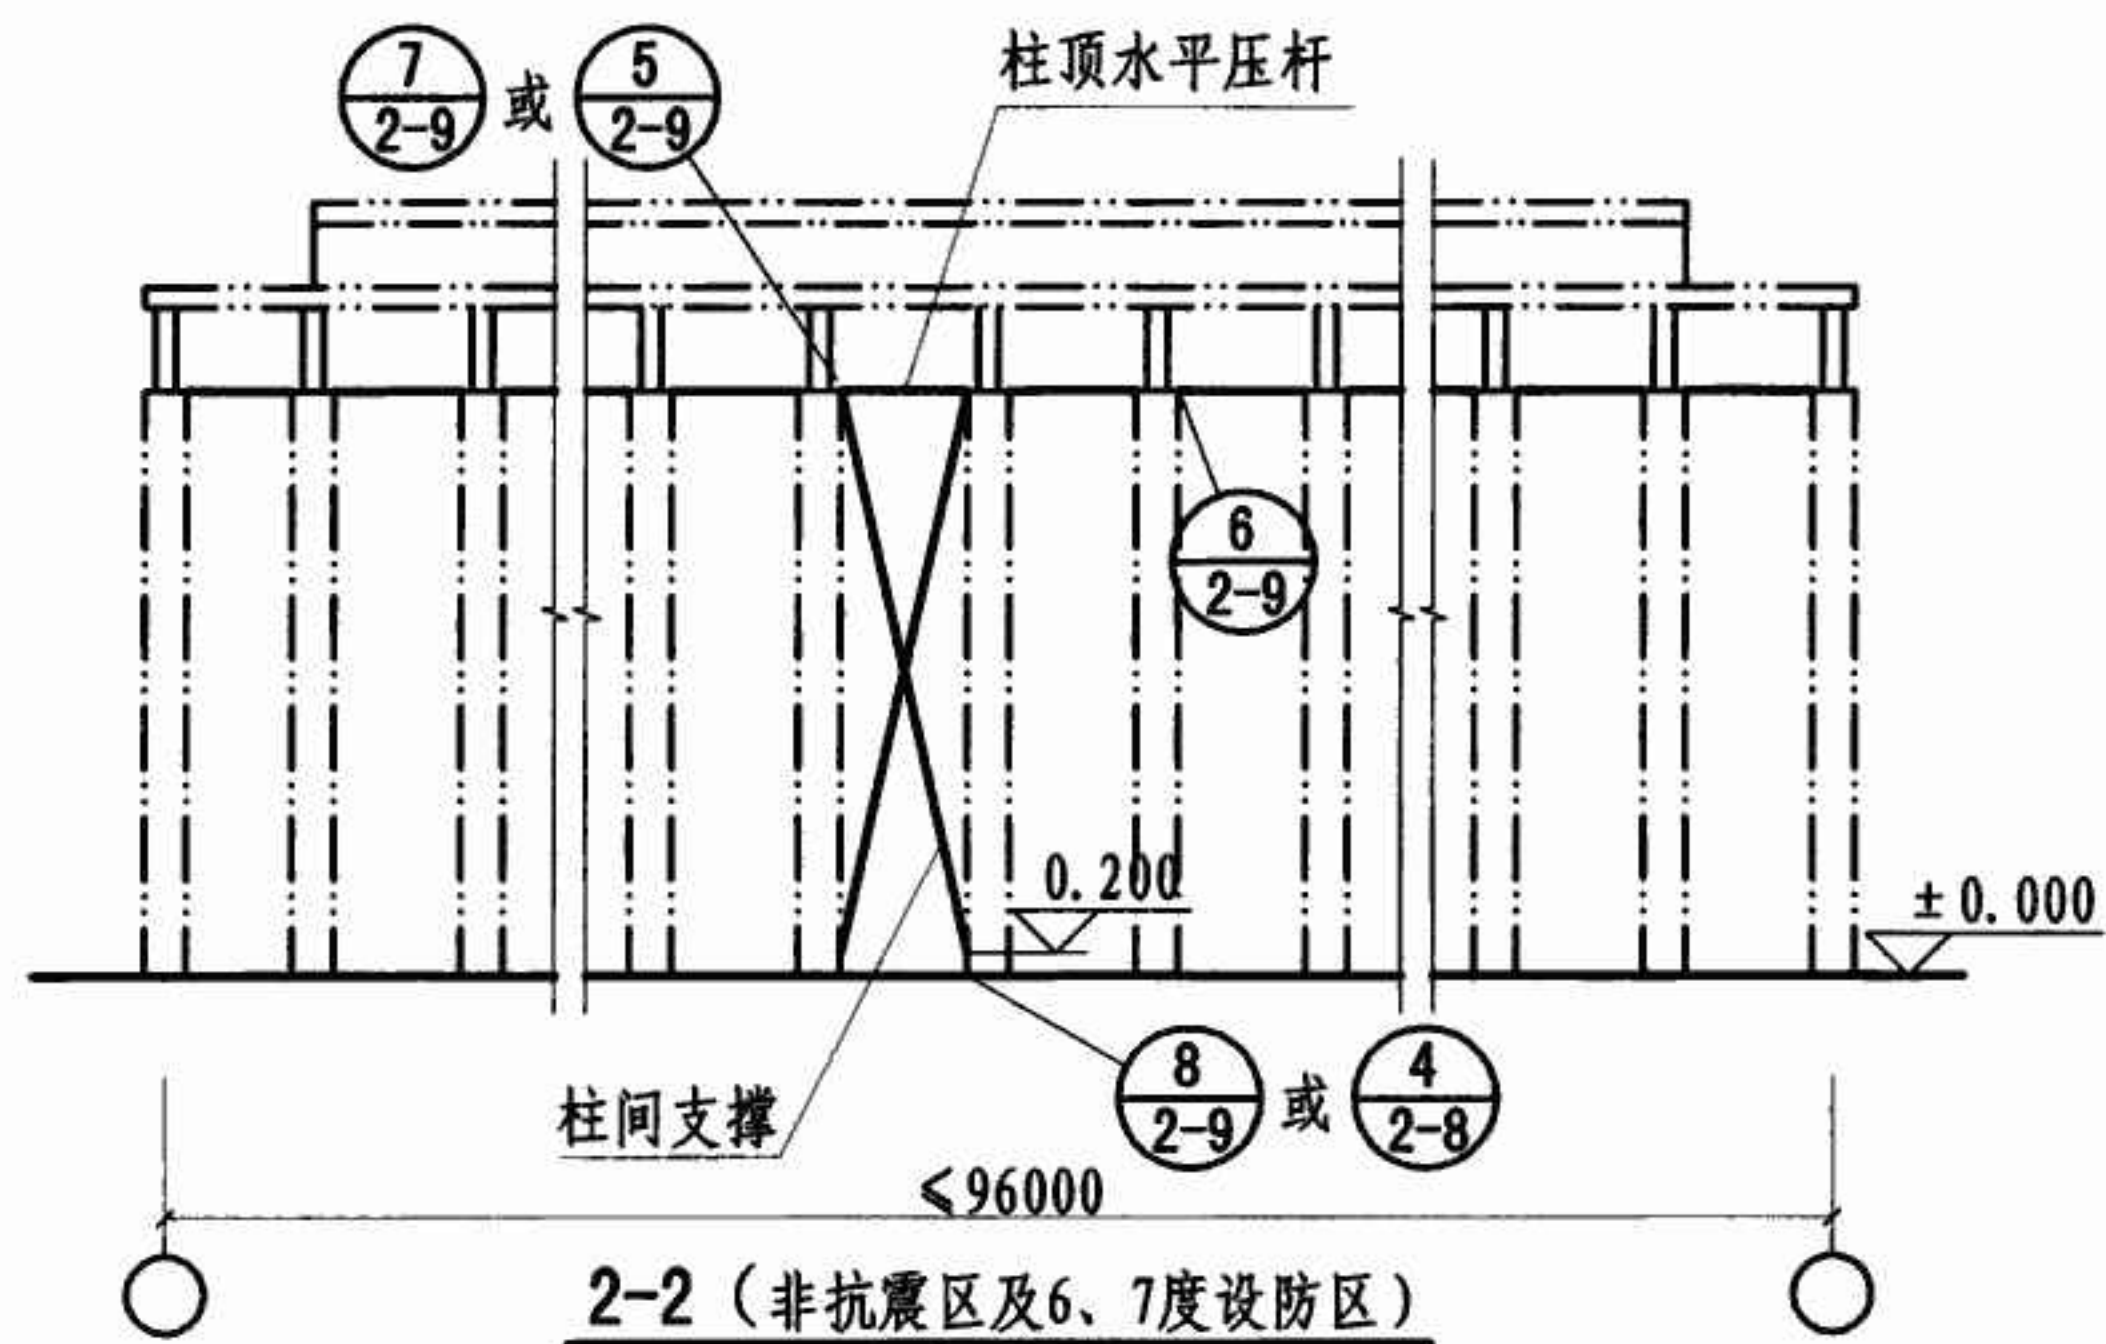 柱顶水平压杆
7 或 5
2-9 2-9
6
2-9
0.200
±0.000
柱间支撑
8 或 4
2-9 2-8
≤96000
2-2（非抗震区及6、7度设防区）